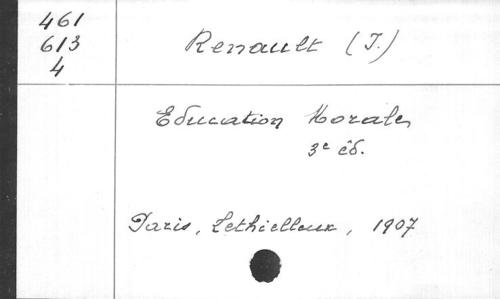 461
613
4
Renault (J.)
Education Morale
3e éd.
Paris, Lethielleux, 1907